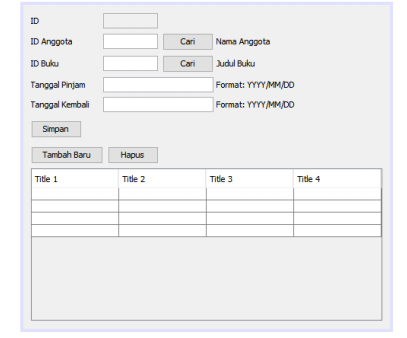 ID
ID Anggota Cari Nama Anggota
ID Buku Cari Judul Buku
Tanggal Pinjam Format: YYYY/MM/DD
Tanggal Kembali Format: YYYY/MM/DD
Simpan
Tambah Baru Hapus
Title 1 Title 2 Title 3 Title 4